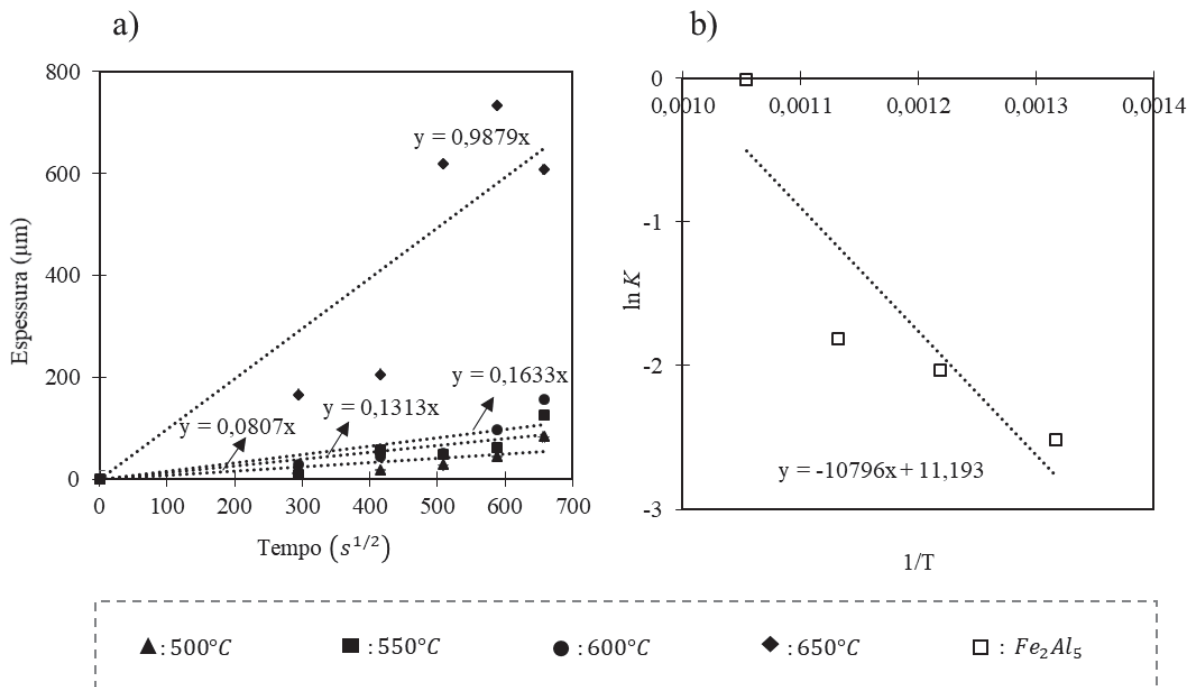 a)
800
600
400
200
0
Espessura (μm)
0 100 200 300 400 500 600 700
Tempo (s^{1/2})
y = 0,9879x
y = 0,1633x
y = 0,1313x
y = 0,0807x
b)
0
-1
-2
-3
ln K
0,0010 0,0011 0,0012 0,0013 0,0014
y = -10796x + 11,193
1/T
: 500°C : 550°C : 600°C : 650°C : Fe₂Al₅